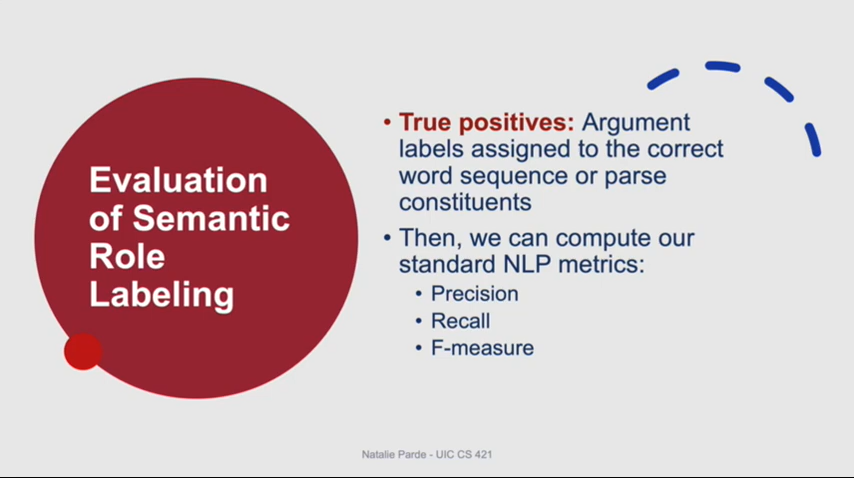 Evaluation
of Semantic
Role
Labeling
• True positives: Argument
labels assigned to the correct
word sequence or parse
constituents
• Then, we can compute our
standard NLP metrics:
• Precision
• Recall
• F-measure
Natalie Parde - UIC CS 421